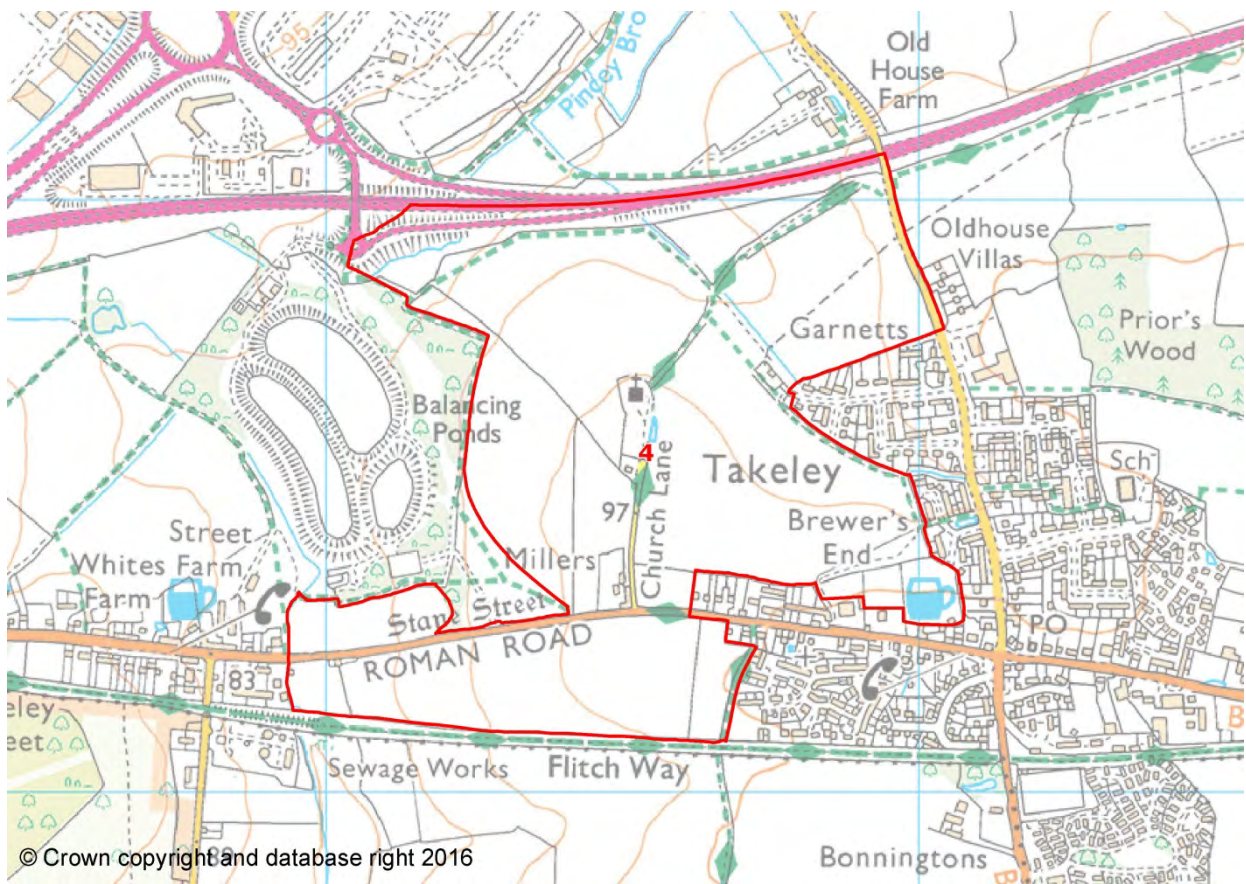 95
Pincey Bro
Old
House
Farm
Oldhouse
Villas
Garnetts
Prior's
Wood
Balancing
Ponds
4
Church Lane
97
Takeley
Sch
Street
Whites Farm
Farm
Millers
Brewer's
End
Stane Street
ROMAN ROAD
PO
83
eley
eet
Sewage Works
Flitch Way
B
Bonningtons
B
© Crown copyright and database right 2016